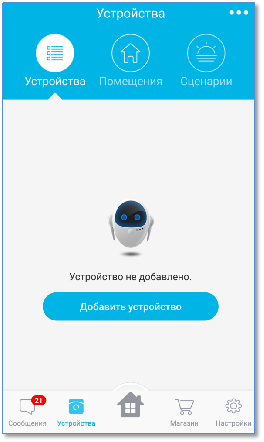 Устройства
Устройства Помещения Сценарии
Устройство не добавлено.
Добавить устройство
21
Сообщения Устройства Магазин Настройки